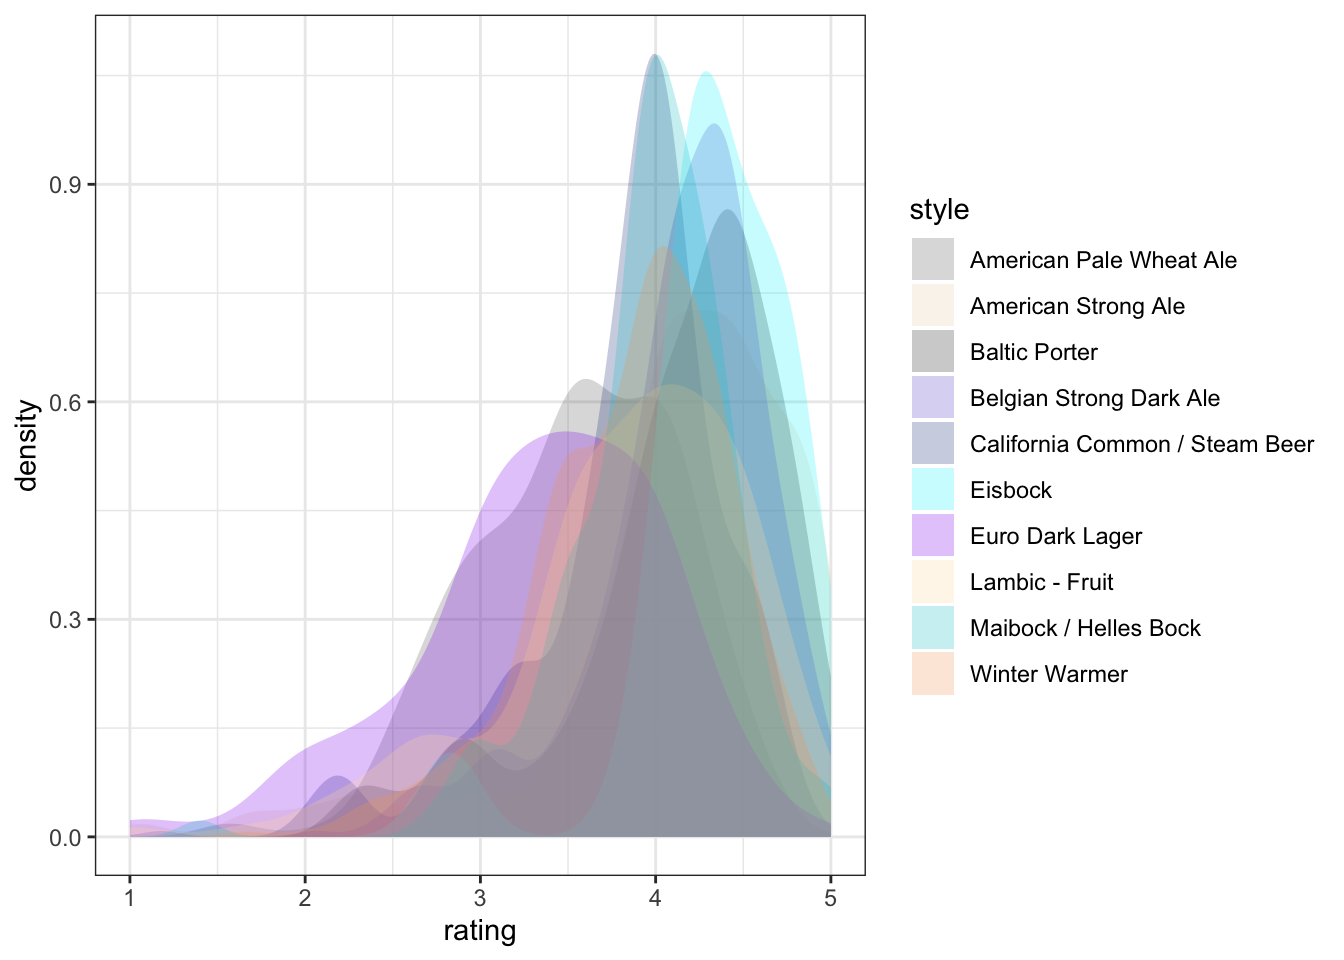 0.9
0.6
0.3
0.0
density
1 2 3 4 5
rating
style
American Pale Wheat Ale
American Strong Ale
Baltic Porter
Belgian Strong Dark Ale
California Common / Steam Beer
Eisbock
Euro Dark Lager
Lambic - Fruit
Maibock / Helles Bock
Winter Warmer